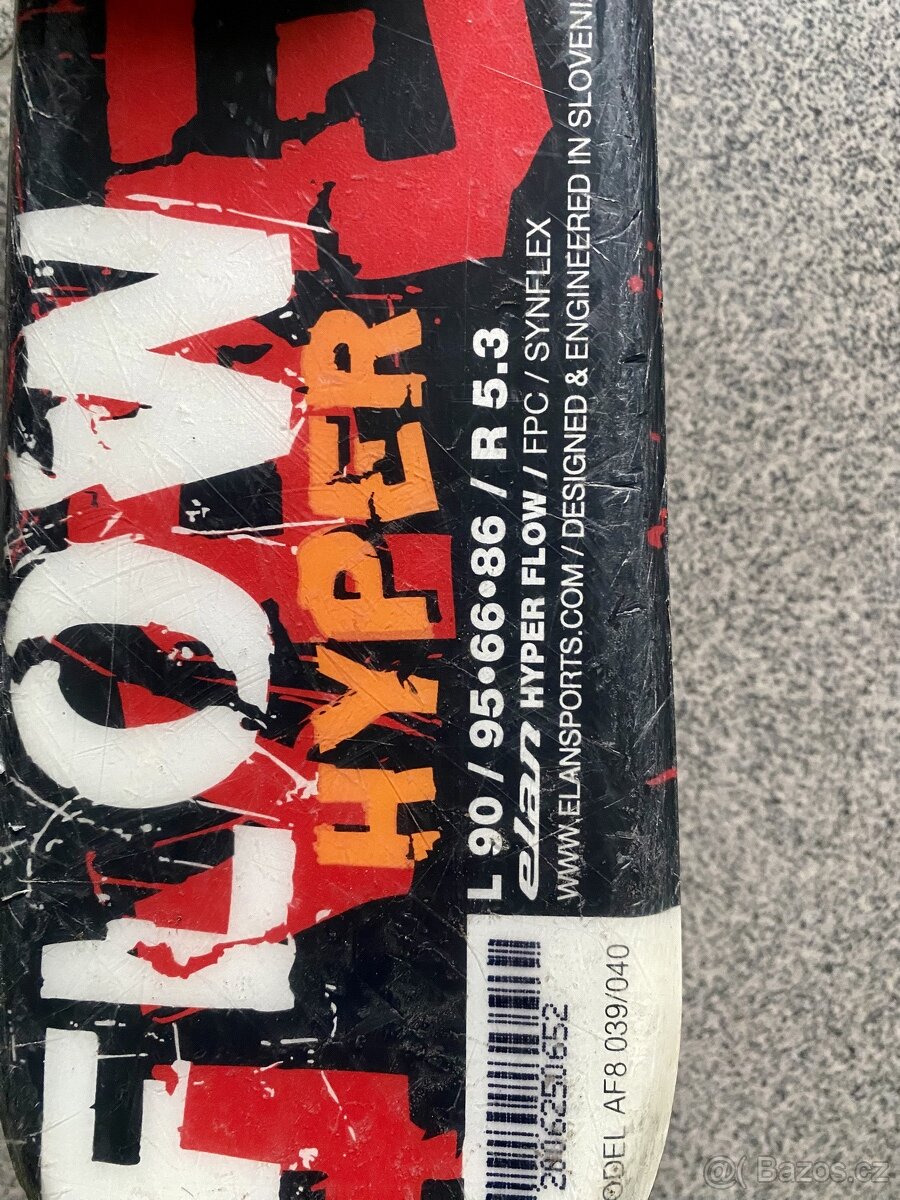 FLOW
HYPER
L 90 / 95•66•86 / R 5.3
elan HYPER FLOW / FPC / SYNFLEX
WWW.ELANSPORTS.COM / DESIGNED & ENGINEERED IN SLOVENI
2006250652
ODEL AF8 039/040
@ Bazos.cz